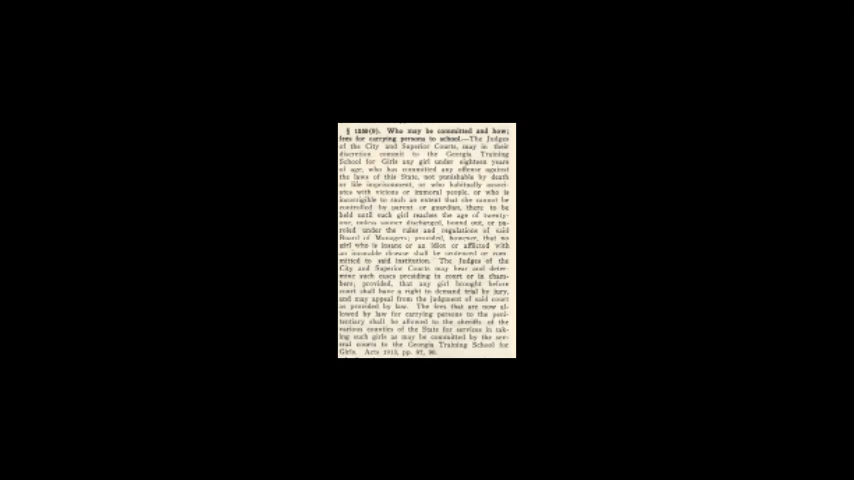 § 1259(9). Who may be committed and how;
fees for carrying persons to school.—The Judges
of the City and Superior Courts, may in their
discretion commit to the Georgia Training
School for Girls any girl under eighteen years
of age, who has committed any offense against
the laws of this State, not punishable by death
or life imprisonment, or who habitually associ-
ates with vicious or immoral people, or who is
incorrigible to such an extent that she cannot be
controlled by parent or guardian, there to be
held until such girl reaches the age of twenty-
one, unless sooner discharged, bound out, or pa-
roled under the rules and regulations of said
Board of Managers; provided, however, that no
girl who is insane or an idiot or afflicted with
an incurable disease shall be sentenced or com-
mitted to said institution. The Judges of the
City and Superior Courts may hear and deter-
mine such cases presiding in court or in cham-
bers; provided, that any girl brought before
court shall have a right to demand trial by jury,
and may appeal from the judgment of said court
as provided by law. The fees that are now al-
lowed by law for carrying persons to the peni-
tentiary shall be allowed to the sheriffs of the
various counties of the State for services in tak-
ing such girls as may be committed by the sev-
eral courts to the Georgia Training School for
Girls. Acts 1913, pp. 87, 90.